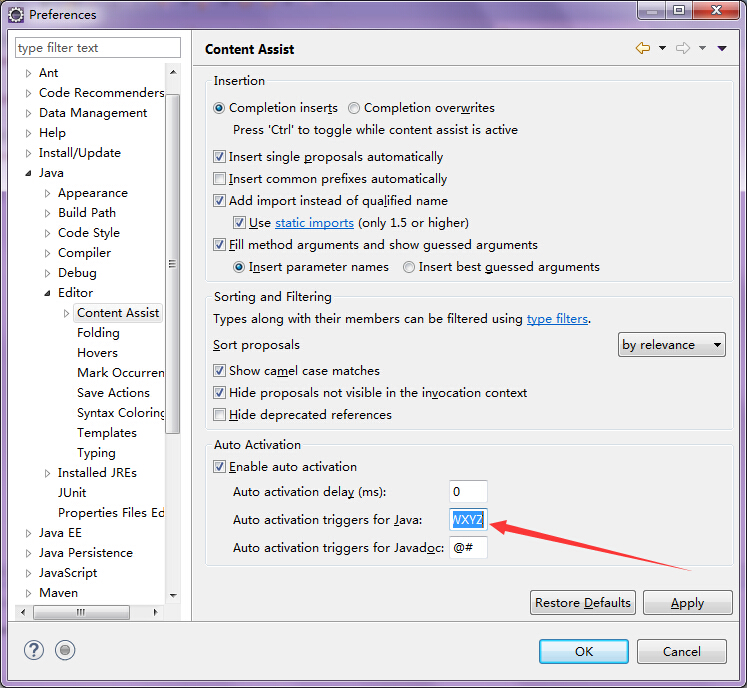 Preferences
type filter text
Ant
Code Recommenders
Data Management
Help
Install/Update
Java
Appearance
Build Path
Code Style
Compiler
Debug
Editor
Content Assist
Folding
Hovers
Mark Occurren
Save Actions
Syntax Coloring
Templates
Typing
Installed JREs
JUnit
Properties Files Ed
Java EE
Java Persistence
JavaScript
Maven
Content Assist
Insertion
Completion inserts Completion overwrites
Press 'Ctrl' to toggle while content assist is active
Insert single proposals automatically
Insert common prefixes automatically
Add import instead of qualified name
Use static imports (only 1.5 or higher)
Fill method arguments and show guessed arguments
Insert parameter names Insert best guessed arguments
Sorting and Filtering
Types along with their members can be filtered using type filters.
Sort proposals by relevance
Show camel case matches
Hide proposals not visible in the invocation context
Hide deprecated references
Auto Activation
Enable auto activation
Auto activation delay (ms): 0
Auto activation triggers for Java: WXYZ
Auto activation triggers for Javadoc: @#
Restore Defaults Apply
? OK Cancel